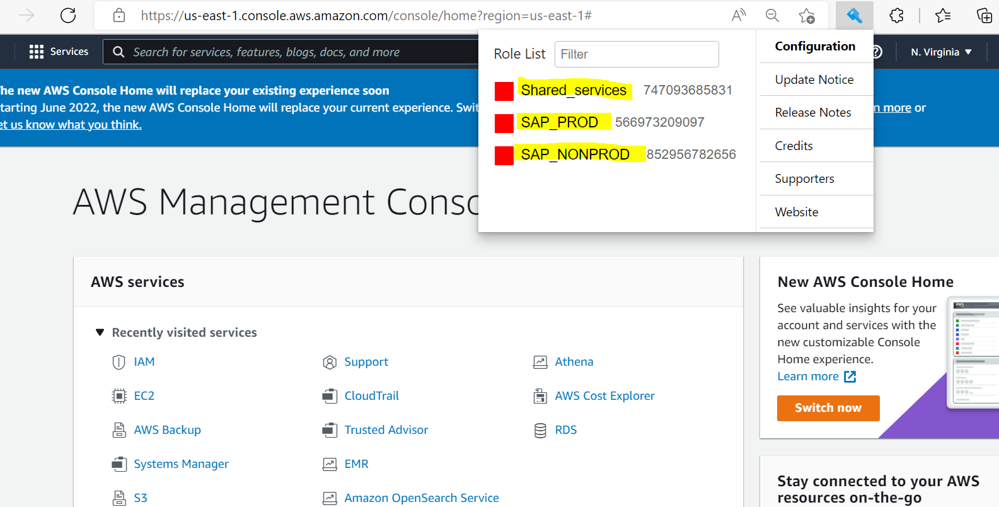 https://us-east-1.console.aws.amazon.com/console/home?region=us-east-1#
Services
Search for services, features, blogs, docs, and more
N. Virginia
he new AWS Console Home will replace your existing experience soon
tarting June 2022, the new AWS Console Home will replace your current experience. Swit
n more or
et us know what you think.
Role List
Filter
Shared_services 747093685831
SAP_PROD 566973209097
SAP_NONPROD 852956782656
Configuration
Update Notice
Release Notes
Credits
Supporters
Website
AWS Management Conso
AWS services
Recently visited services
IAM
Support
Athena
EC2
CloudTrail
AWS Cost Explorer
AWS Backup
Trusted Advisor
RDS
Systems Manager
EMR
S3
Amazon OpenSearch Service
New AWS Console Home
See valuable insights for your
account and services with the
new customizable Console
Home experience.
Learn more
Switch now
aws
Stay connected to your AWS
resources on-the-go